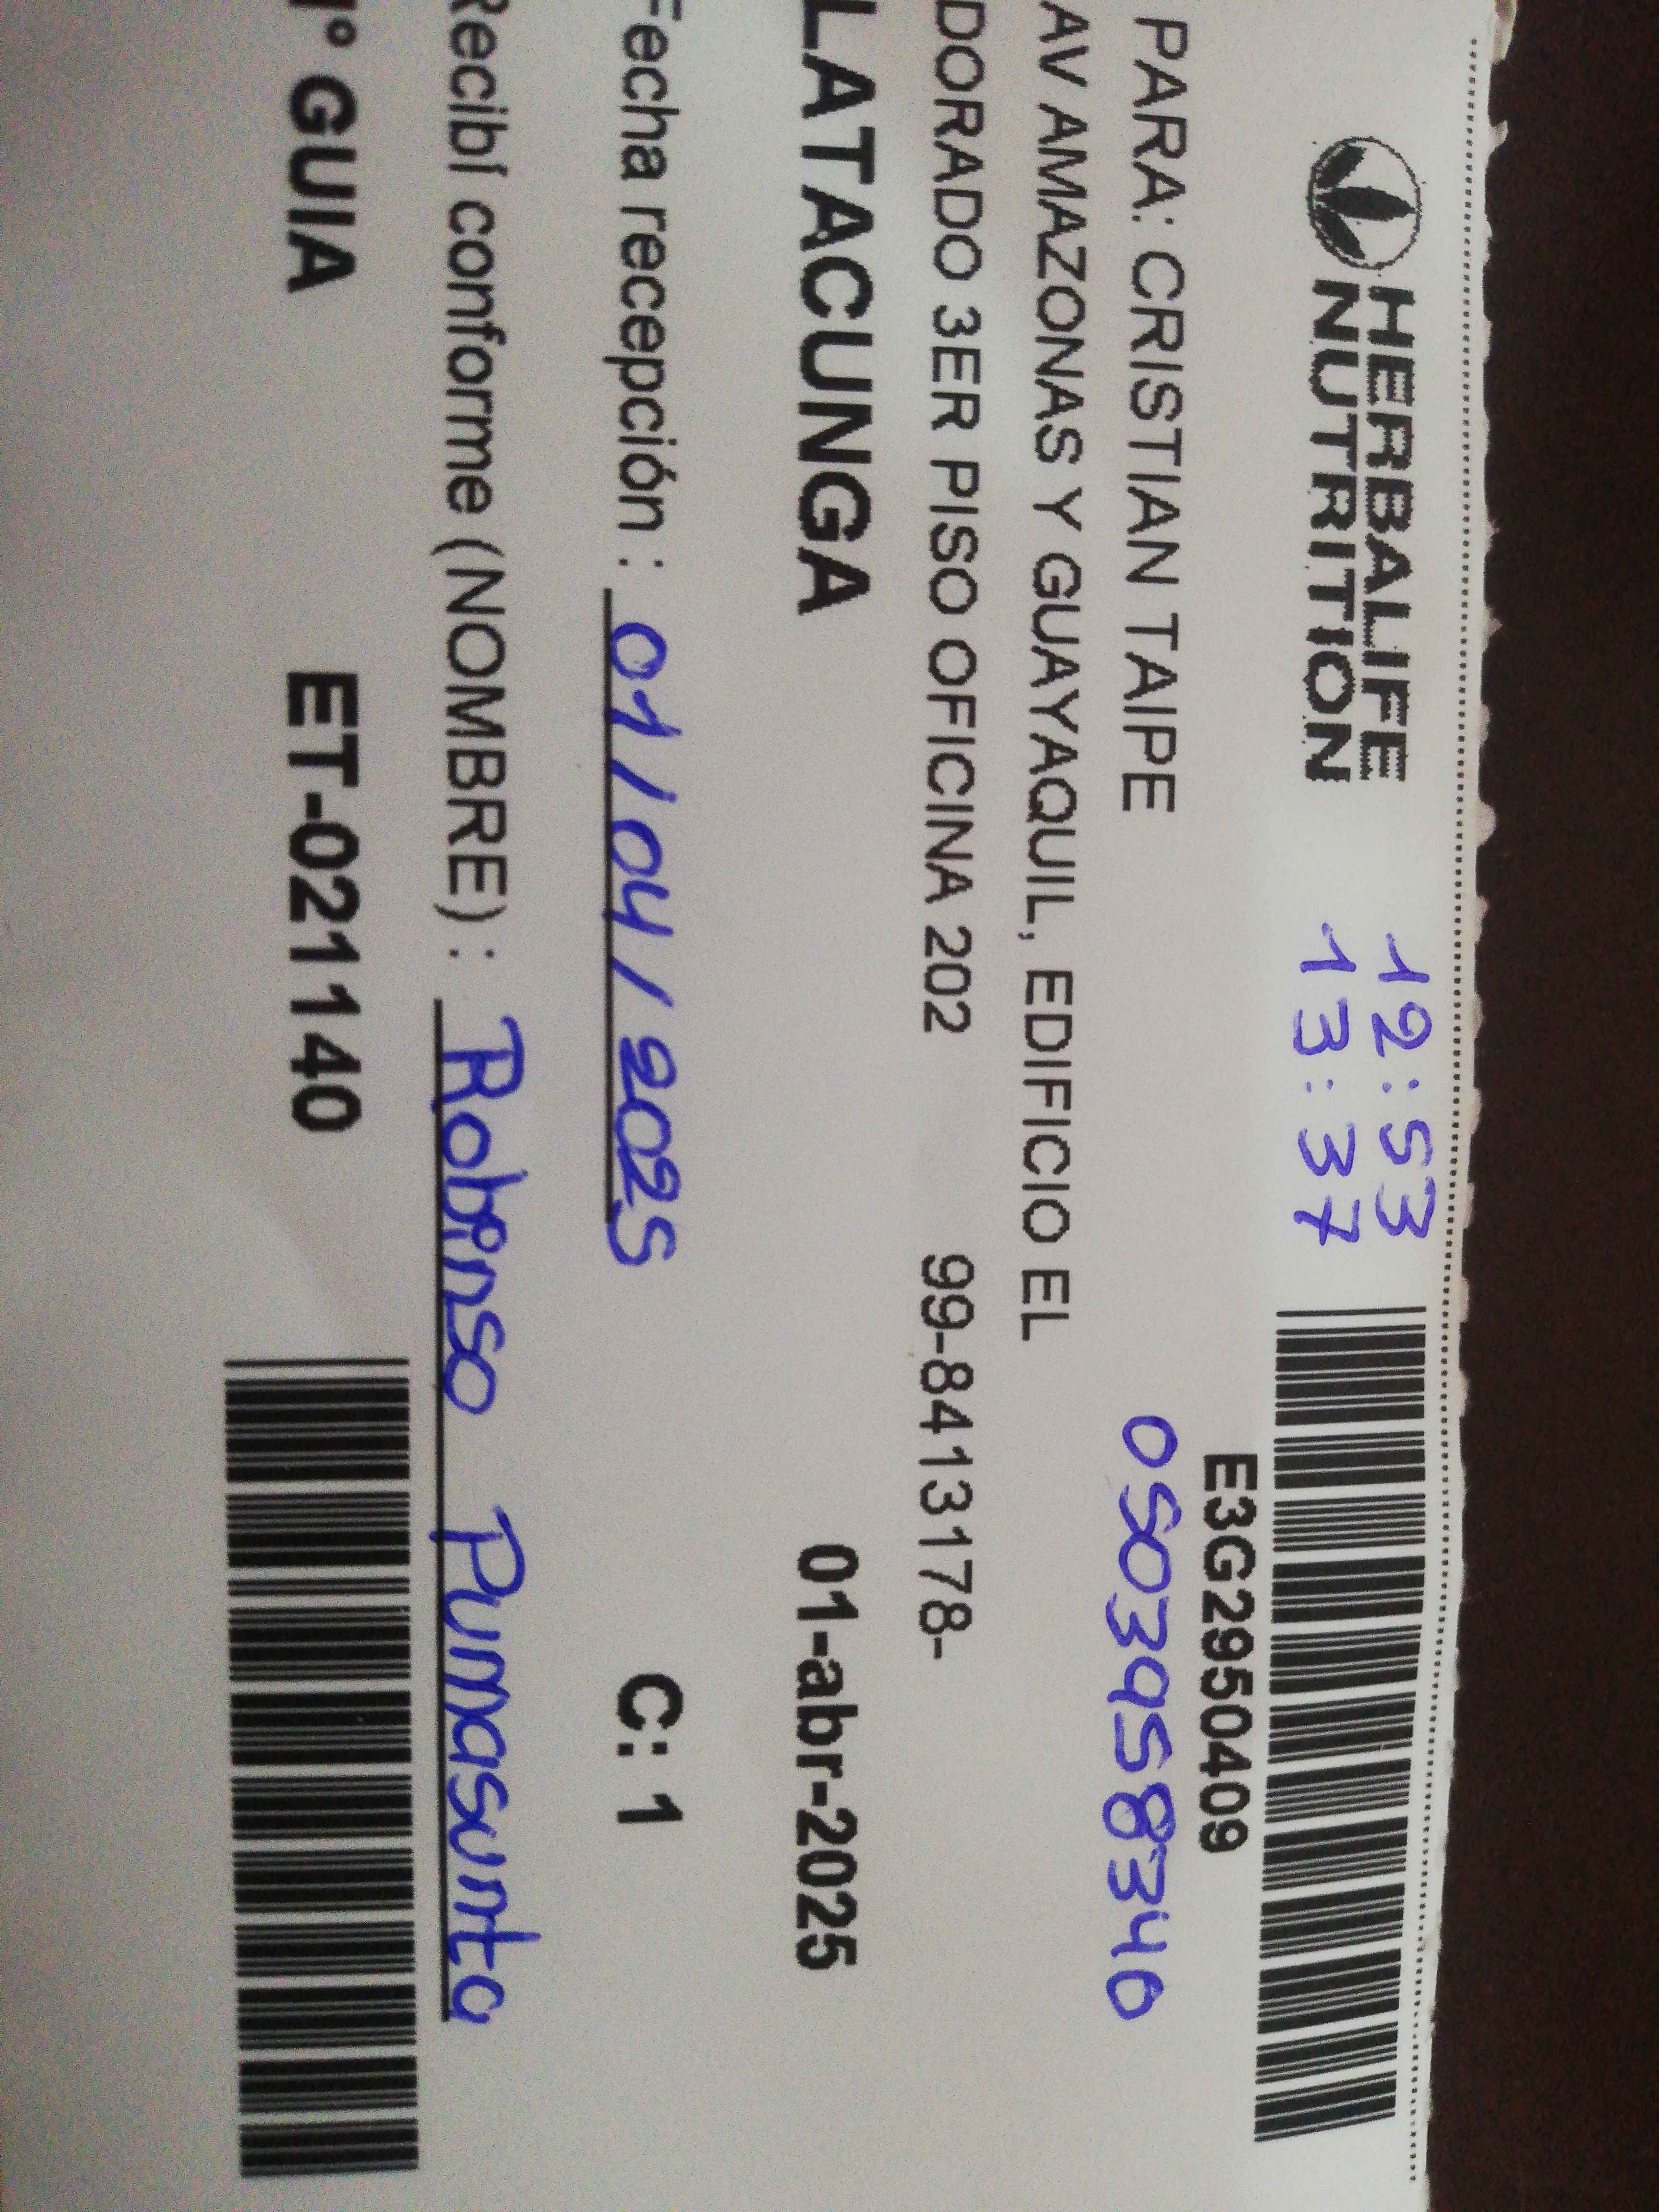 HERBALIFE
NUTRITION
12:53
13:37
E3G2950409
PARA: CRISTIAN TAIPE
0503958340
AV AMAZONAS Y GUAYAQUIL, EDIFICIO EL
DORADO 3ER PISO OFICINA 202 99-8413178-
LATACUNGA 01-abr-2025
Fecha recepción : 01/04/2025 C: 1
Recibí conforme (NOMBRE) : Robinso Pumasunta
N° GUIA ET-021140